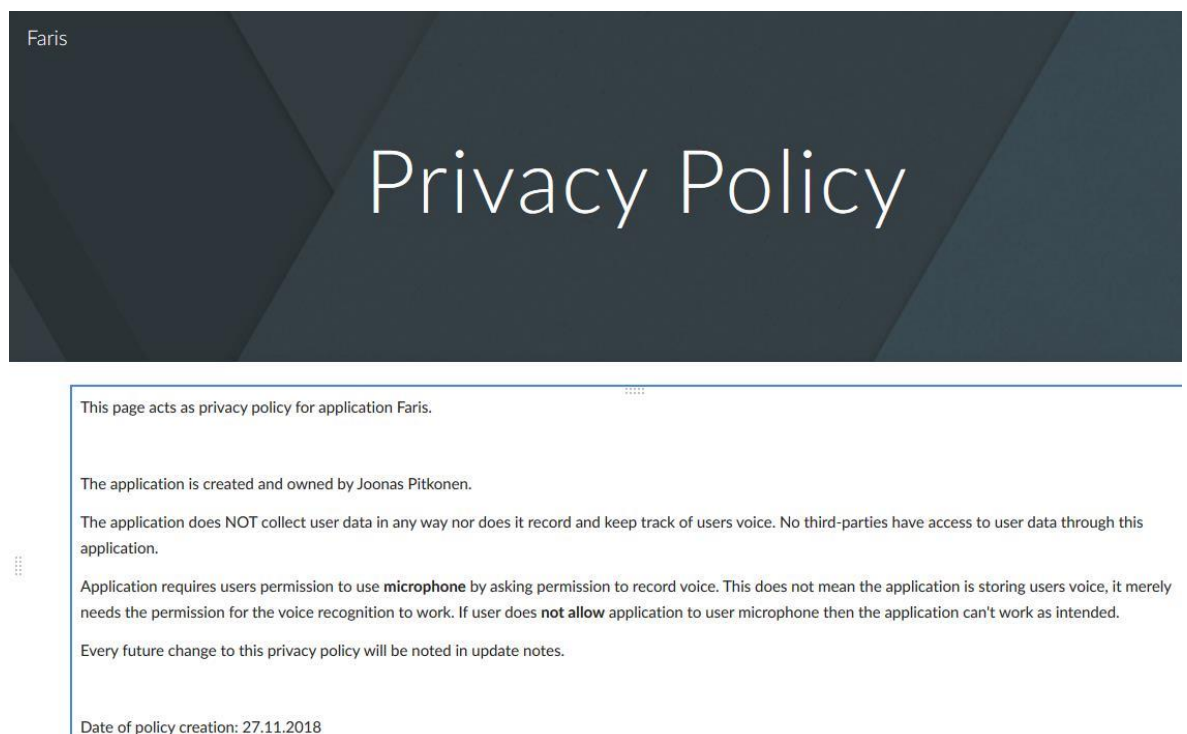 Faris
Privacy Policy
This page acts as privacy policy for application Faris.
The application is created and owned by Joonas Pitkonen.
The application does NOT collect user data in any way nor does it record and keep track of users voice. No third-parties have access to user data through this
application.
Application requires users permission to use microphone by asking permission to record voice. This does not mean the application is storing users voice, it merely
needs the permission for the voice recognition to work. If user does not allow application to user microphone then the application can't work as intended.
Every future change to this privacy policy will be noted in update notes.
Date of policy creation: 27.11.2018